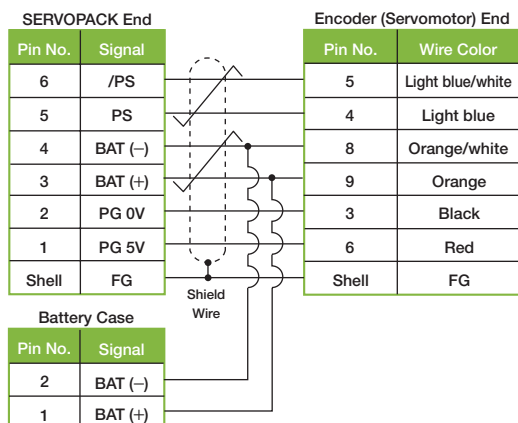 SERVOPACK End
Pin No. Signal
6 /PS
5 PS
4 BAT (−)
3 BAT (+)
2 PG 0V
1 PG 5V
Shell FG
Shield
Wire
Encoder (Servomotor) End
Pin No. Wire Color
5 Light blue/white
4 Light blue
8 Orange/white
9 Orange
3 Black
6 Red
Shell FG
Battery Case
Pin No. Signal
2 BAT (−)
1 BAT (+)